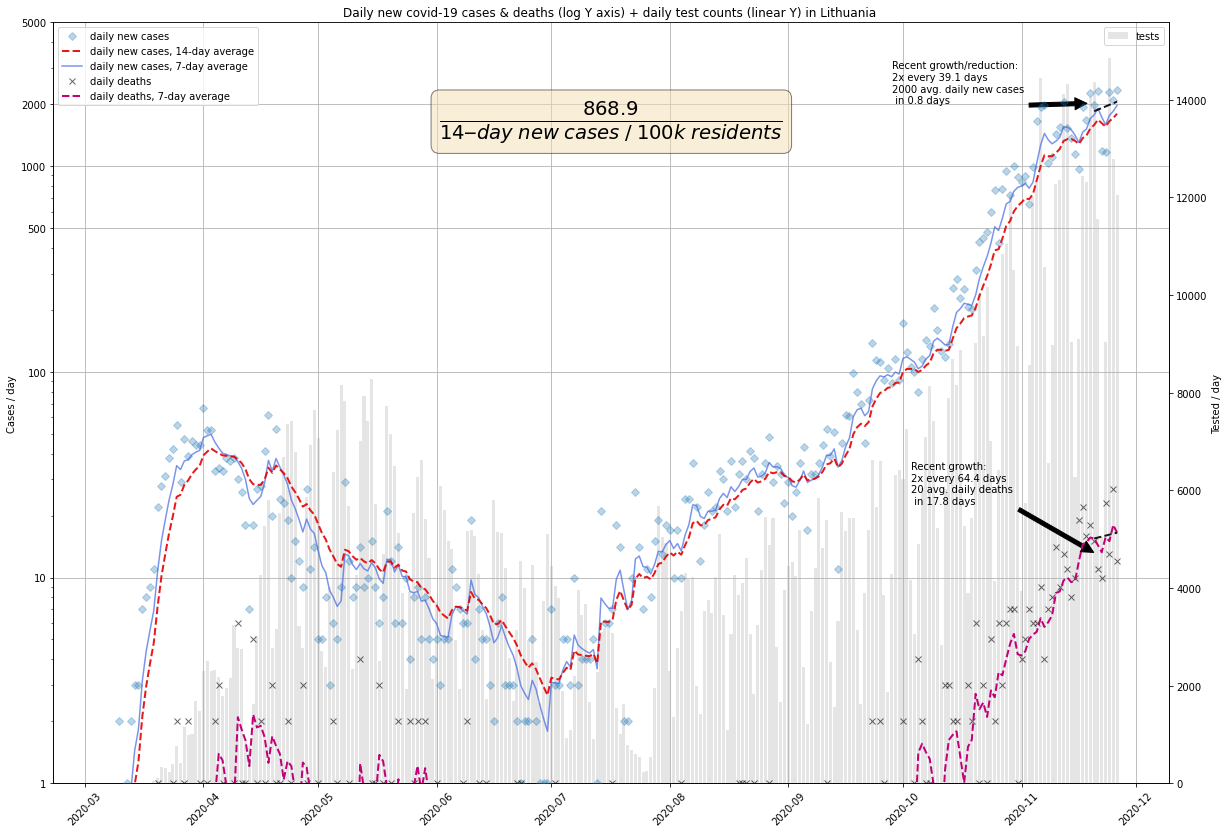 Daily new covid-19 cases & deaths (log Y axis) + daily test counts (linear Y) in Lithuania
daily new cases
daily new cases, 14-day average
daily new cases, 7-day average
daily deaths
daily deaths, 7-day average
tests
Recent growth/reduction:
2x every 39.1 days
2000 avg. daily new cases
in 0.8 days
868.9
14−day new cases / 100k residents
Recent growth:
2x every 64.4 days
20 avg. daily deaths
in 17.8 days
Cases / day
5000
2000
1000
500
100
10
1
Tested / day
14000
12000
10000
8000
6000
4000
2000
0
2020-03
2020-04
2020-05
2020-06
2020-07
2020-08
2020-09
2020-10
2020-11
2020-12